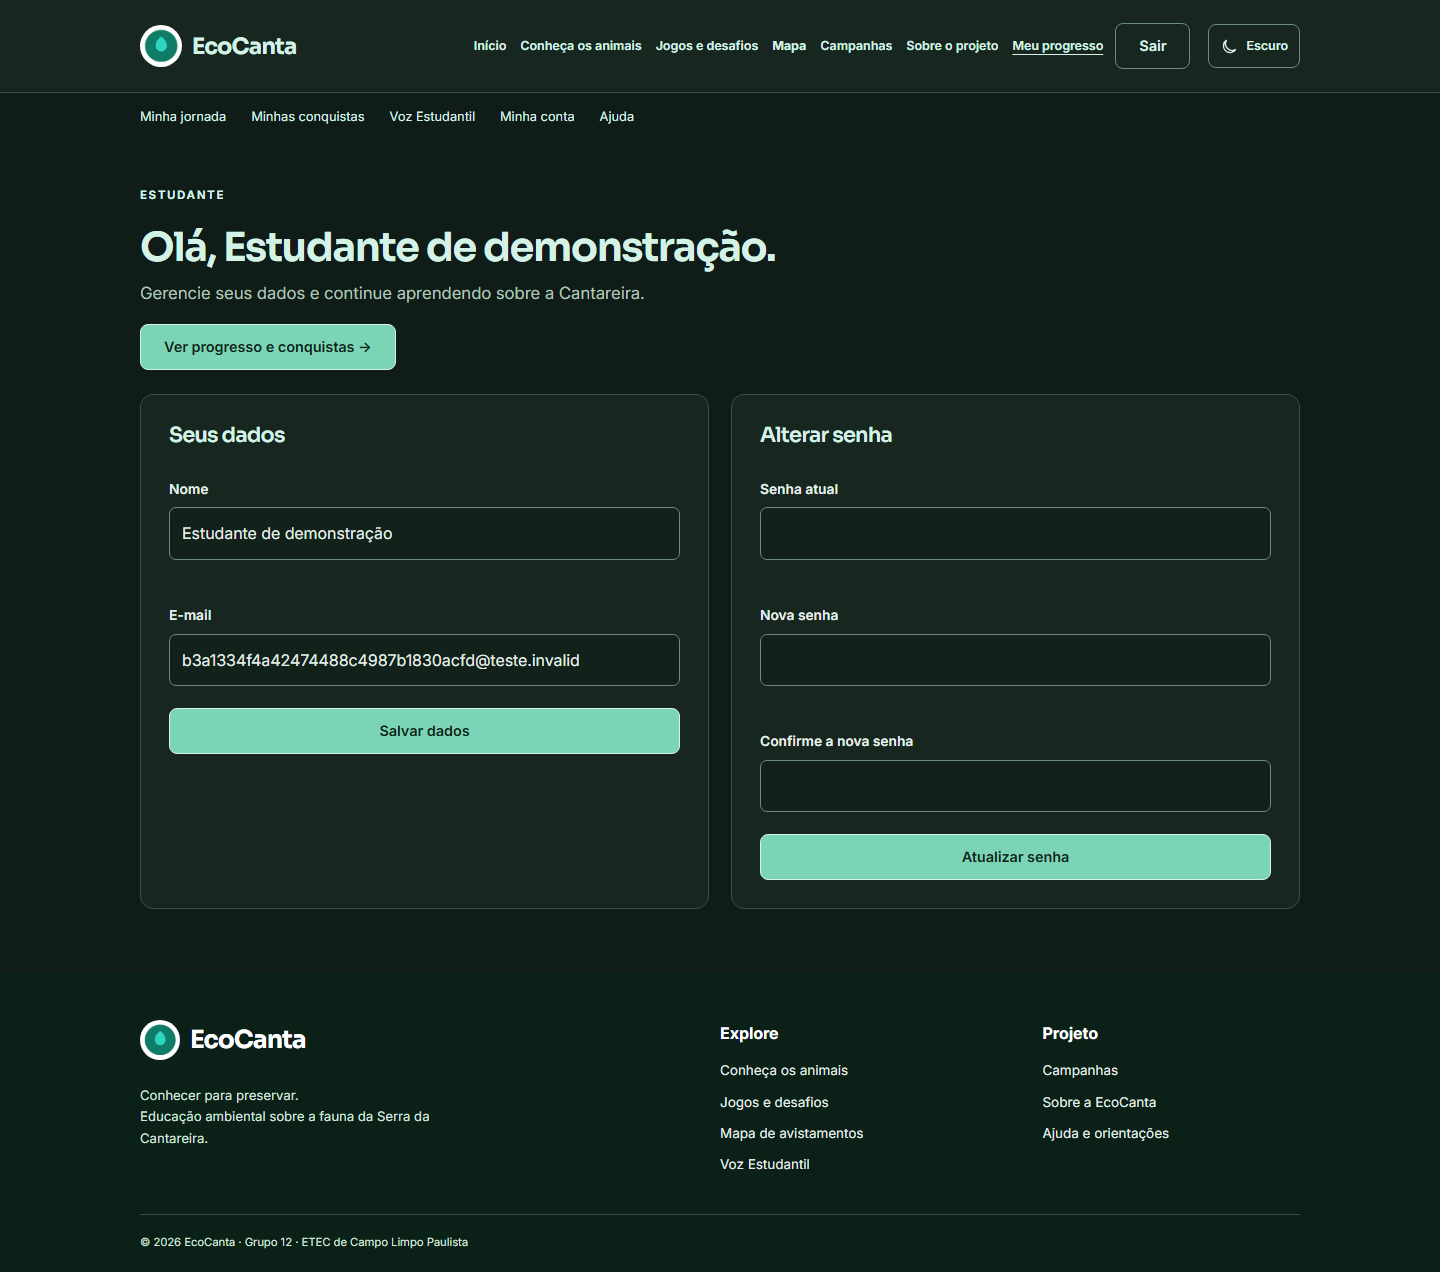 EcoCanta
Início Conheça os animais Jogos e desafios Mapa Campanhas Sobre o projeto Meu progresso Sair Escuro
Minha jornada Minhas conquistas Voz Estudantil Minha conta Ajuda
ESTUDANTE
Olá, Estudante de demonstração.
Gerencie seus dados e continue aprendendo sobre a Cantareira.
Ver progresso e conquistas →
Seus dados
Nome
Estudante de demonstração
E-mail
b3a1334f4a42474488c4987b1830acfd@teste.invalid
Salvar dados
Alterar senha
Senha atual
Nova senha
Confirme a nova senha
Atualizar senha
EcoCanta
Conhecer para preservar.
Educação ambiental sobre a fauna da Serra da
Cantareira.
Explore
Conheça os animais
Jogos e desafios
Mapa de avistamentos
Voz Estudantil
Projeto
Campanhas
Sobre a EcoCanta
Ajuda e orientações
© 2026 EcoCanta · Grupo 12 · ETEC de Campo Limpo Paulista